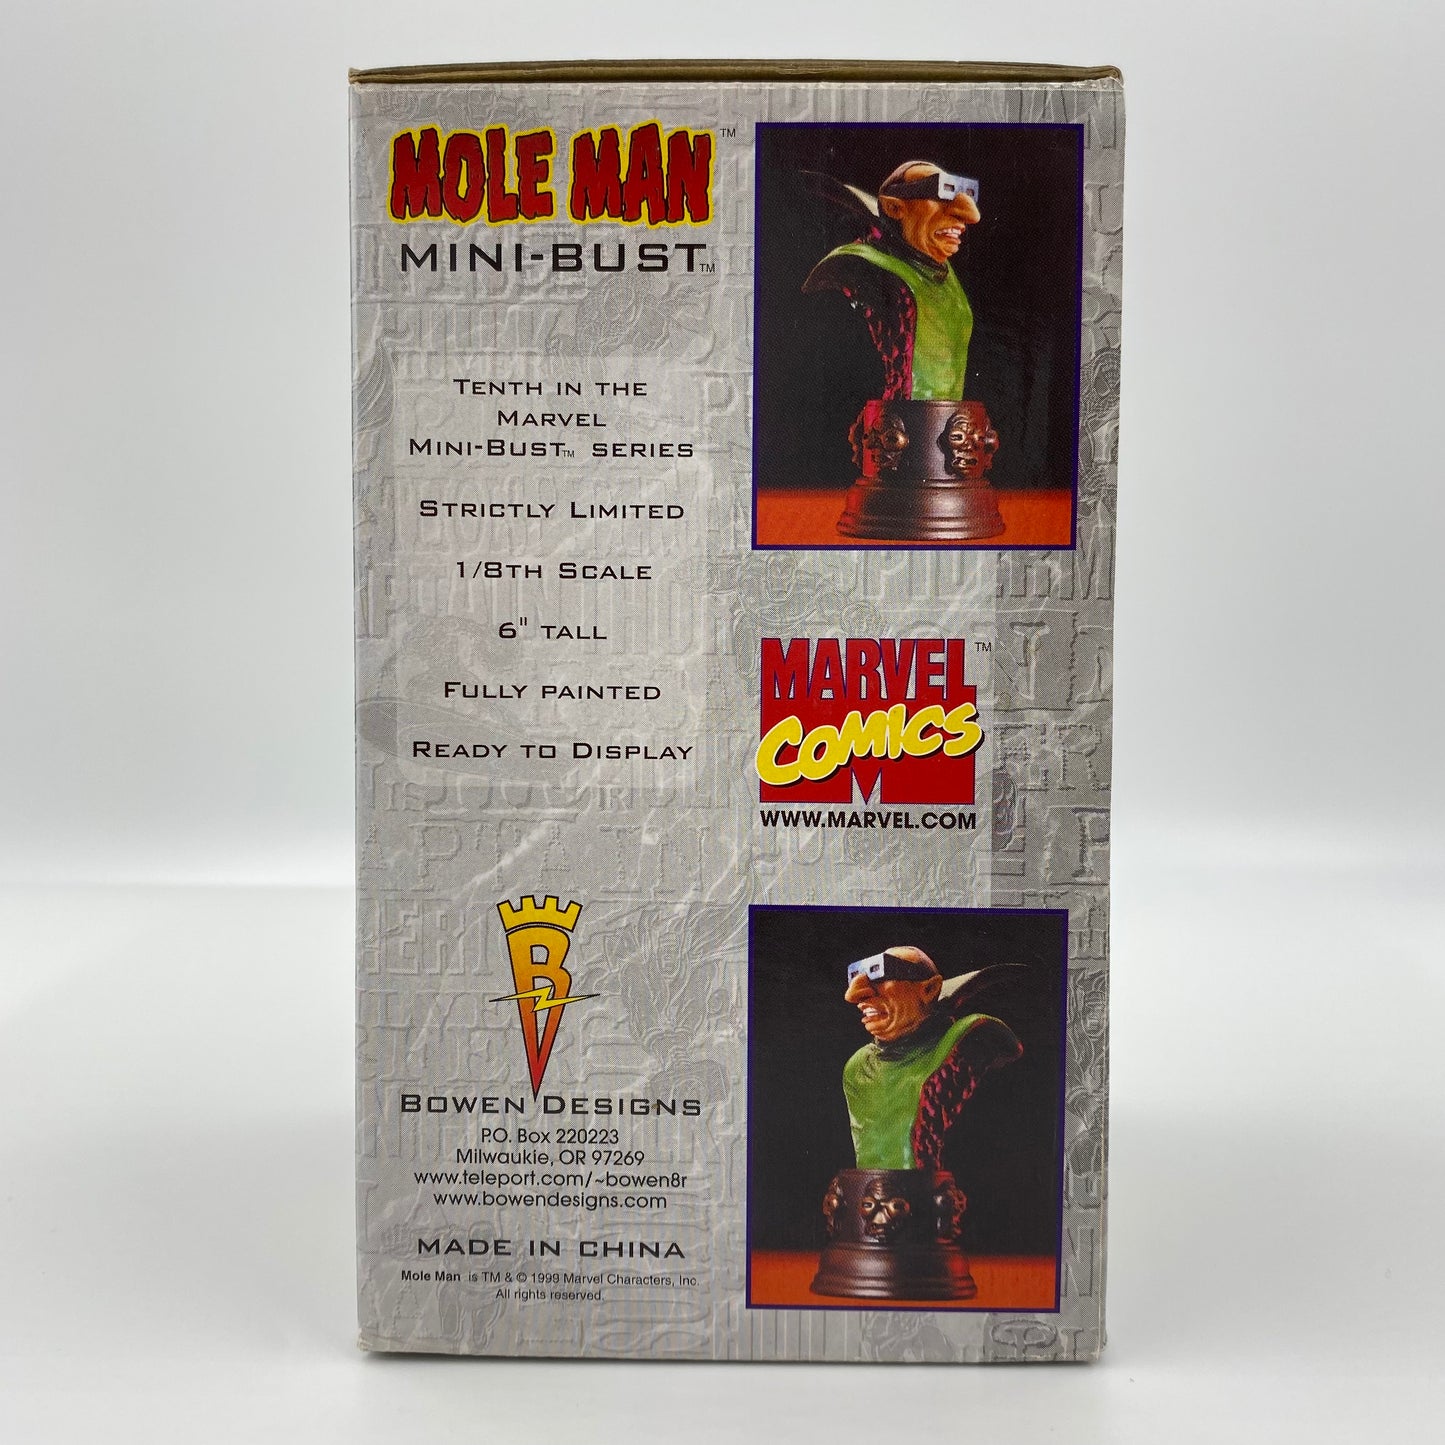 MOLE MAN™
MINI-BUST™
TENTH IN THE
MARVEL
MINI-BUST™ SERIES
STRICTLY LIMITED
1/8TH SCALE
6" TALL
FULLY PAINTED
READY TO DISPLAY
MARVEL™
COMICS
WWW.MARVEL.COM
B
BOWEN DESIGNS
P.O. Box 220223
Milwaukie, OR 97269
www.teleport.com/~bowen8r
www.bowendesigns.com
MADE IN CHINA
Mole Man is TM & © 1999 Marvel Characters, Inc.
All rights reserved.